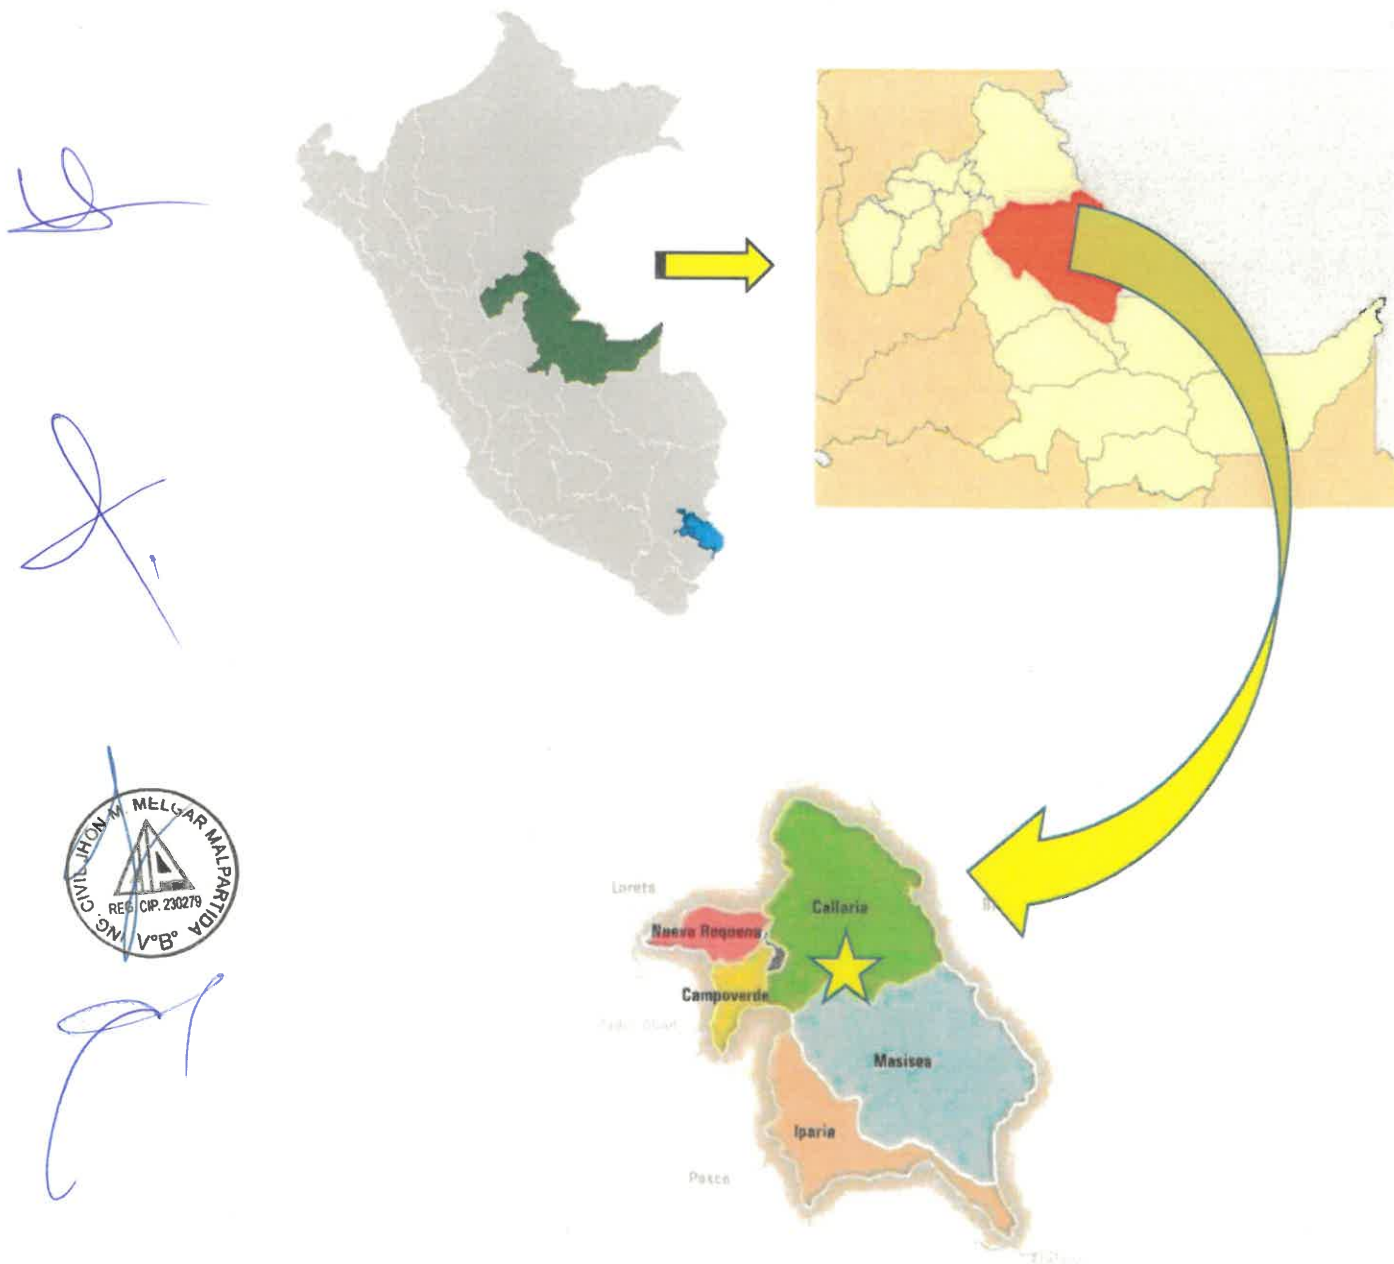 ING. CIVIL JHON M. MELGAR MALPARTIDA
REG. CIP. 230279
V°B°
Loreto
Callaria
Nueva Requena
Campoverde
Masisea
Iparia
Pasco